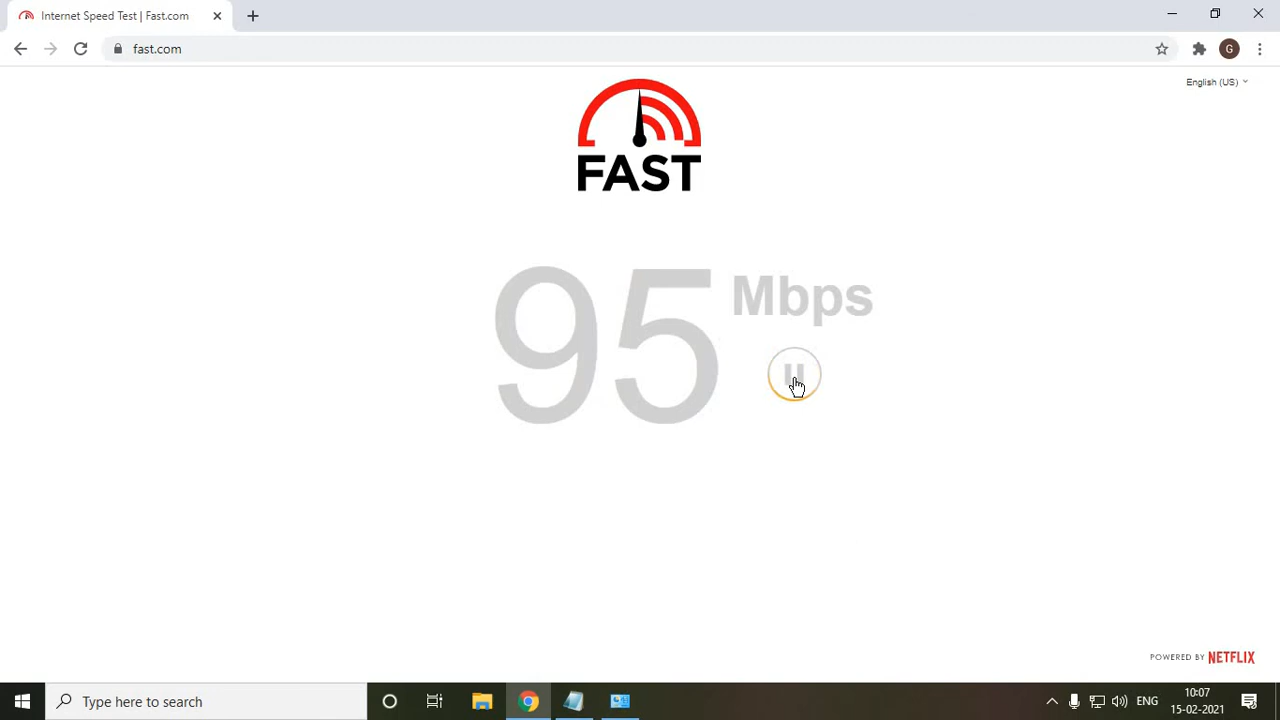 Internet Speed Test | Fast.com
fast.com
G
English (US)
FAST
95 Mbps
POWERED BY NETFLIX
Type here to search
ENG
10:07
15-02-2021